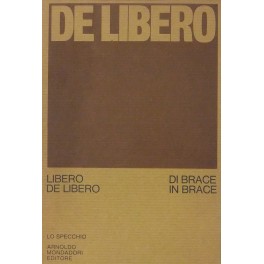 DE LIBERO
LIBERO
DE LIBERO
DI BRACE
IN BRACE
LO SPECCHIO
ARNOLDO
MONDADORI
EDITORE